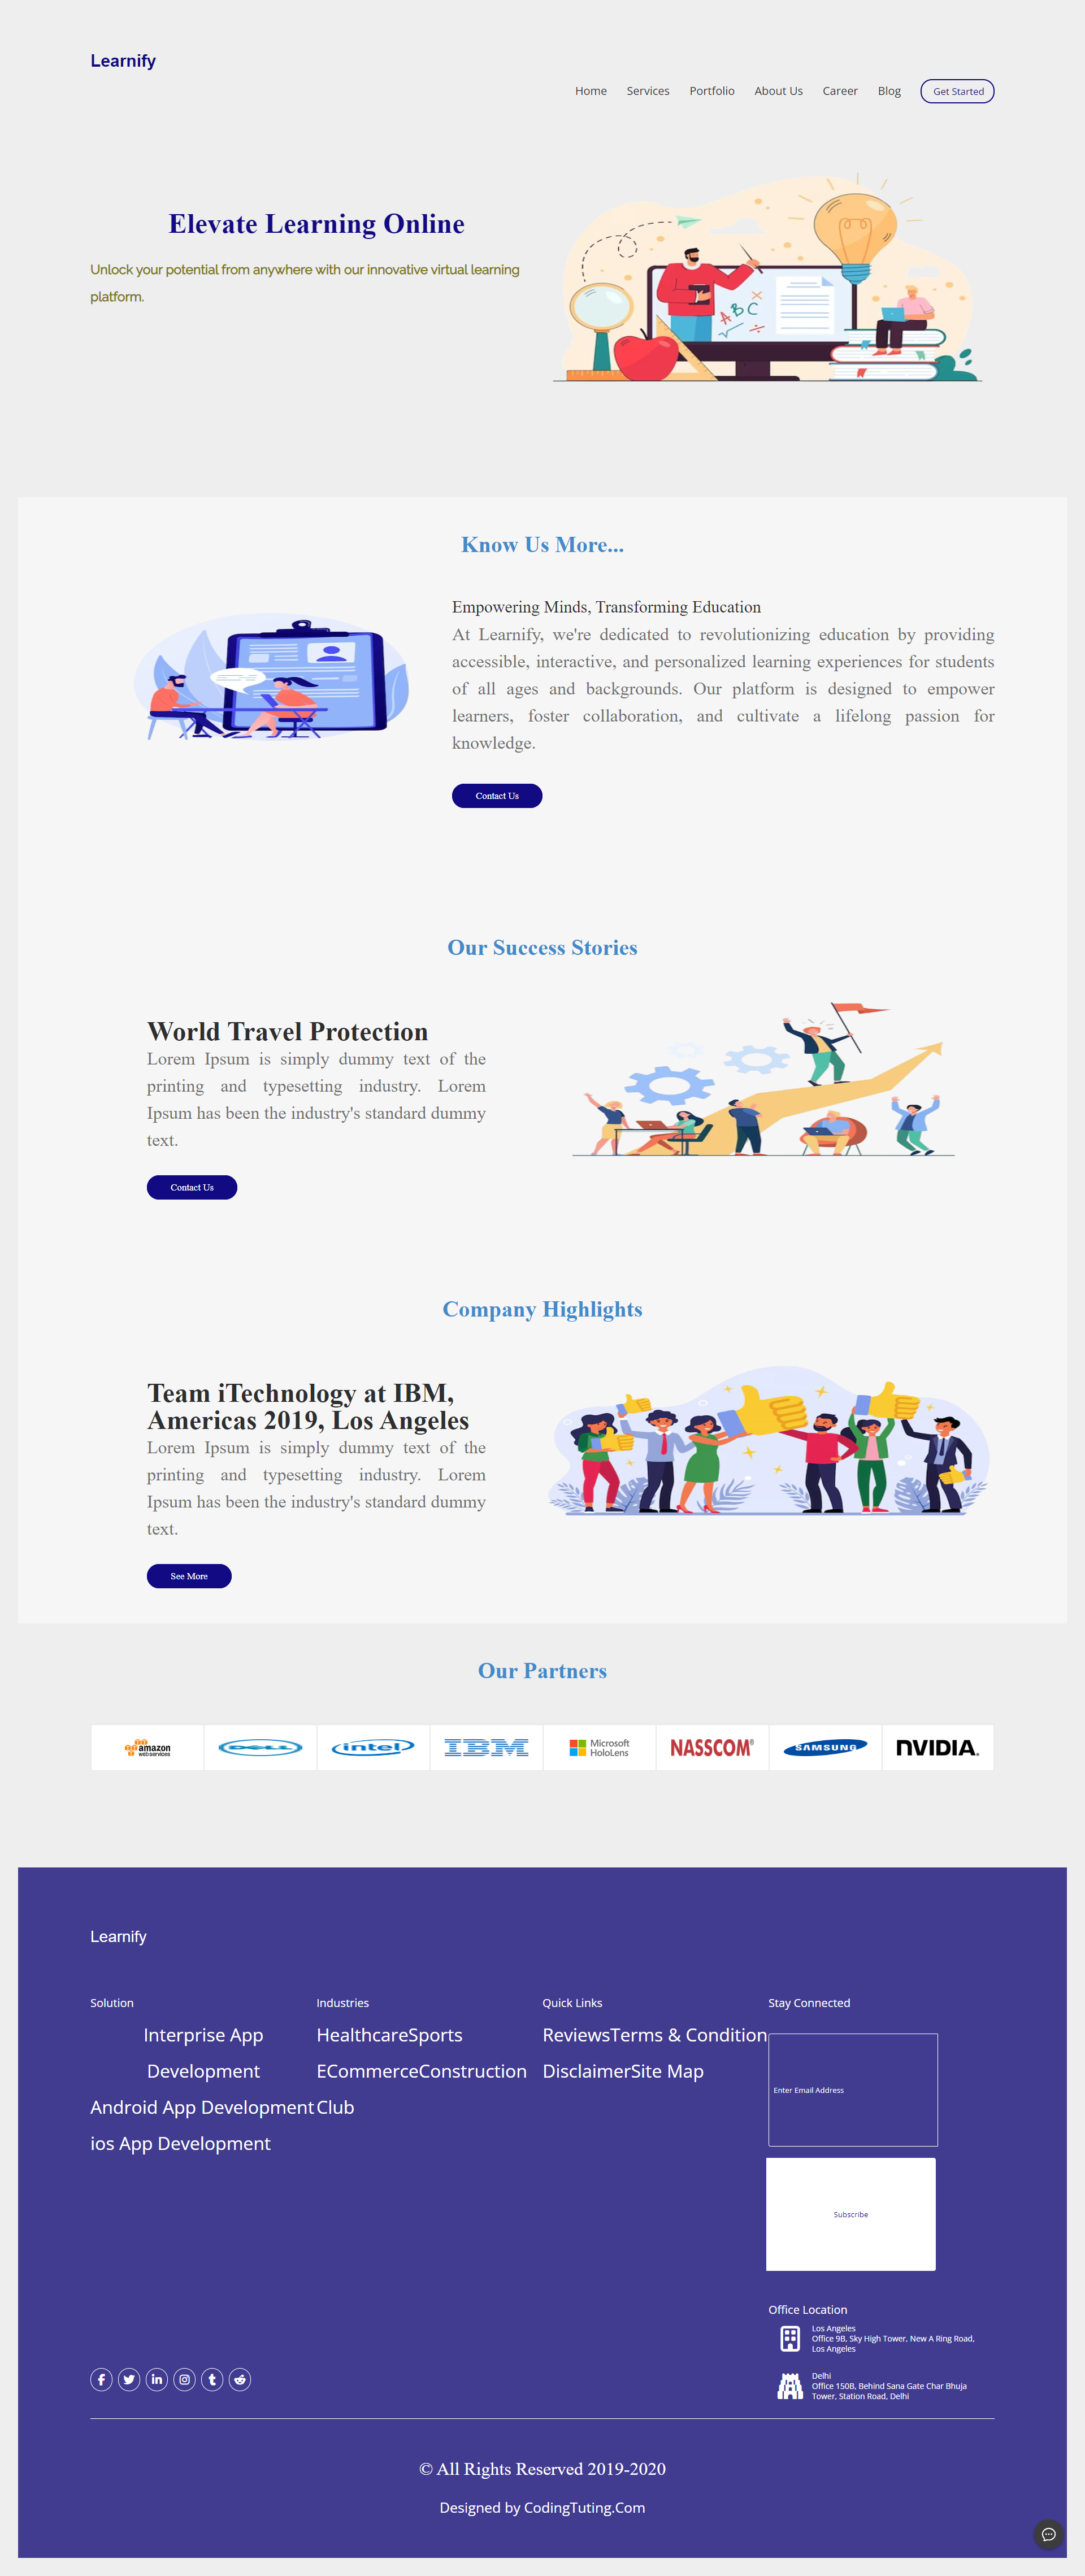 Learnify
Home Services Portfolio About Us Career Blog Get Started
Elevate Learning Online
Unlock your potential from anywhere with our innovative virtual learning
platform.
A B C
Know Us More...
Empowering Minds, Transforming Education
At Learnify, we're dedicated to revolutionizing education by providing
accessible, interactive, and personalized learning experiences for students
of all ages and backgrounds. Our platform is designed to empower
learners, foster collaboration, and cultivate a lifelong passion for
knowledge.
Contact Us
Our Success Stories
World Travel Protection
Lorem Ipsum is simply dummy text of the
printing and typesetting industry. Lorem
Ipsum has been the industry's standard dummy
text.
Contact Us
Company Highlights
Team iTechnology at IBM,
Americas 2019, Los Angeles
Lorem Ipsum is simply dummy text of the
printing and typesetting industry. Lorem
Ipsum has been the industry's standard dummy
text.
See More
Our Partners
amazon
webservices
DELL
intel
IBM
Microsoft
HoloLens
NASSCOM®
SAMSUNG
NVIDIA.
Learnify
Solution
Interprise App
Development
Android App Development
ios App Development
Industries
HealthcareSports
ECommerceConstruction
Club
Quick Links
ReviewsTerms & Condition
DisclaimerSite Map
Stay Connected
Enter Email Address
Subscribe
Office Location
Los Angeles
Office 9B, Sky High Tower, New A Ring Road,
Los Angeles
Delhi
Office 150B, Behind Sana Gate Char Bhuja
Tower, Station Road, Delhi
© All Rights Reserved 2019-2020
Designed by CodingTuting.Com